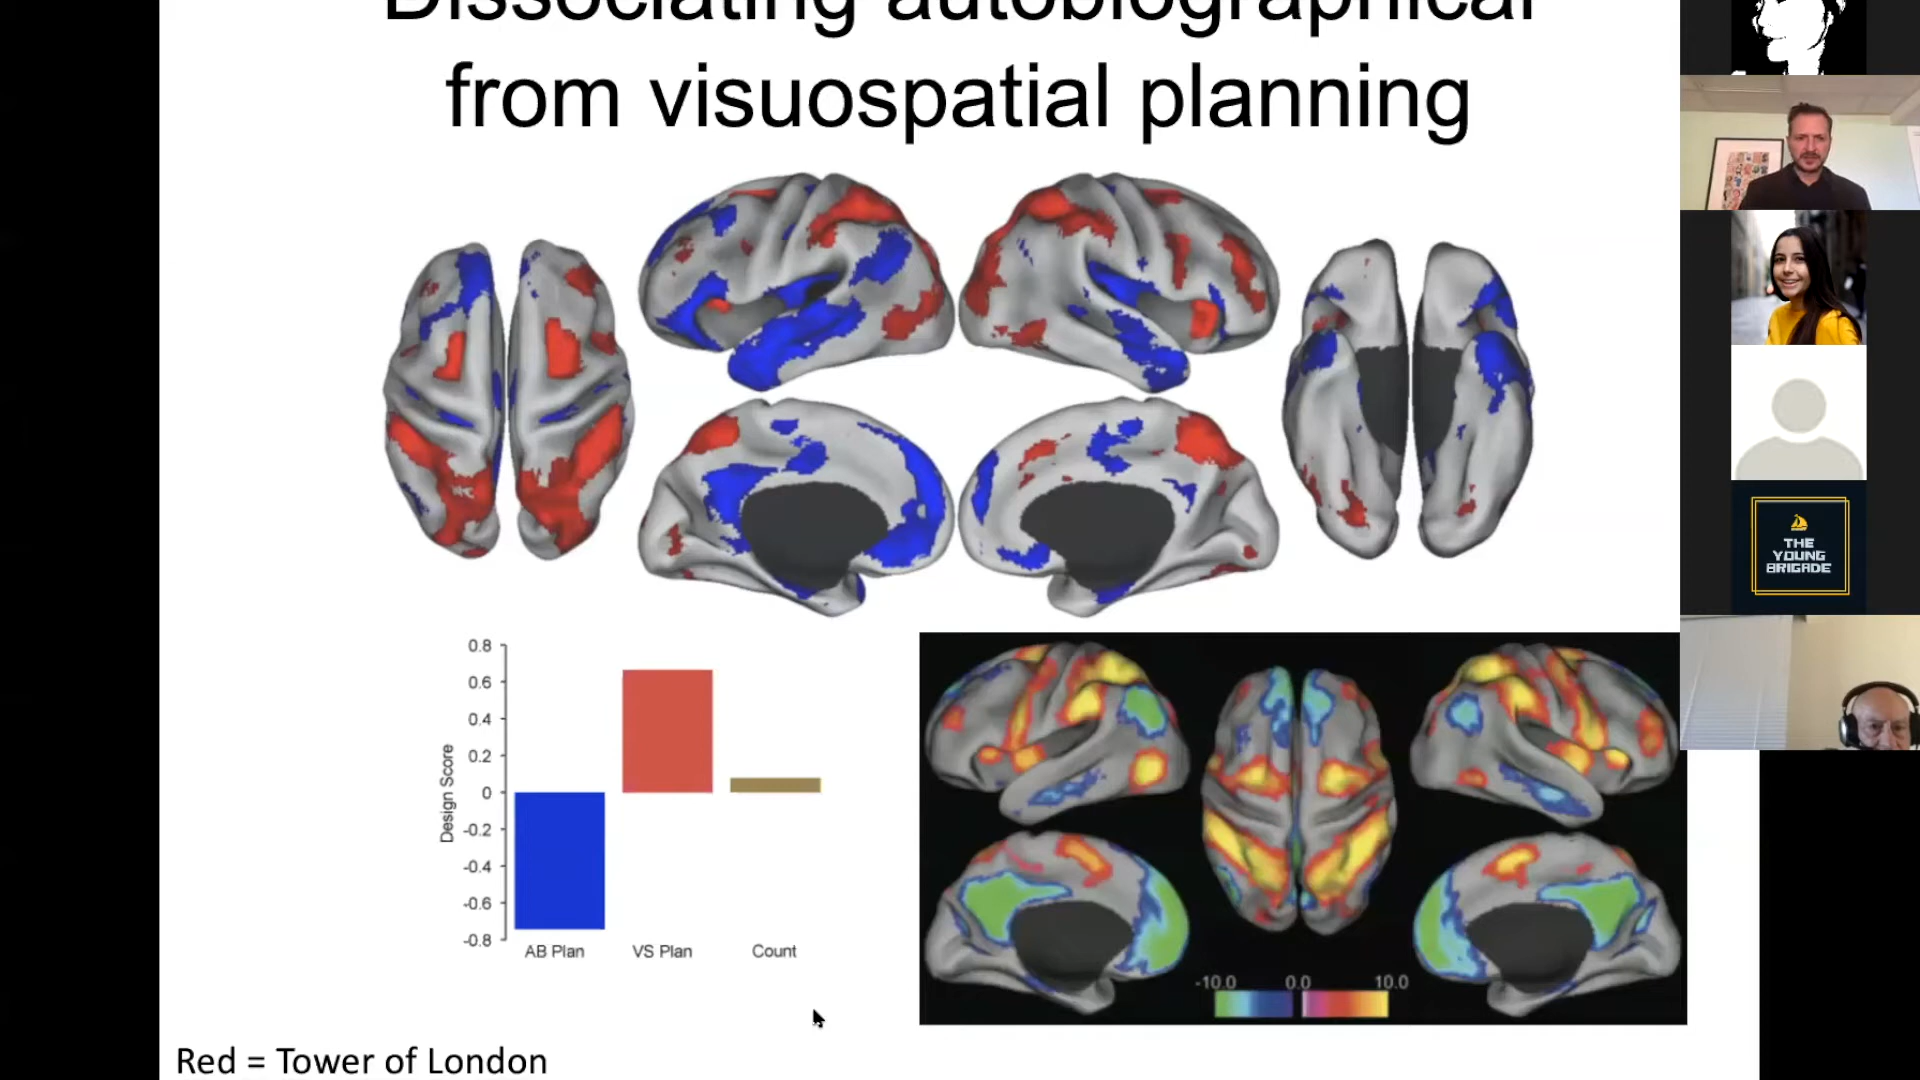 Dissociating autobiographical
from visuospatial planning
THE
YOUNG
BRIGADE
0.8
0.6
0.4
0.2
0
-0.2
-0.4
-0.6
-0.8
Design Score
AB Plan VS Plan Count
-10.0 0.0 10.0
Red = Tower of London